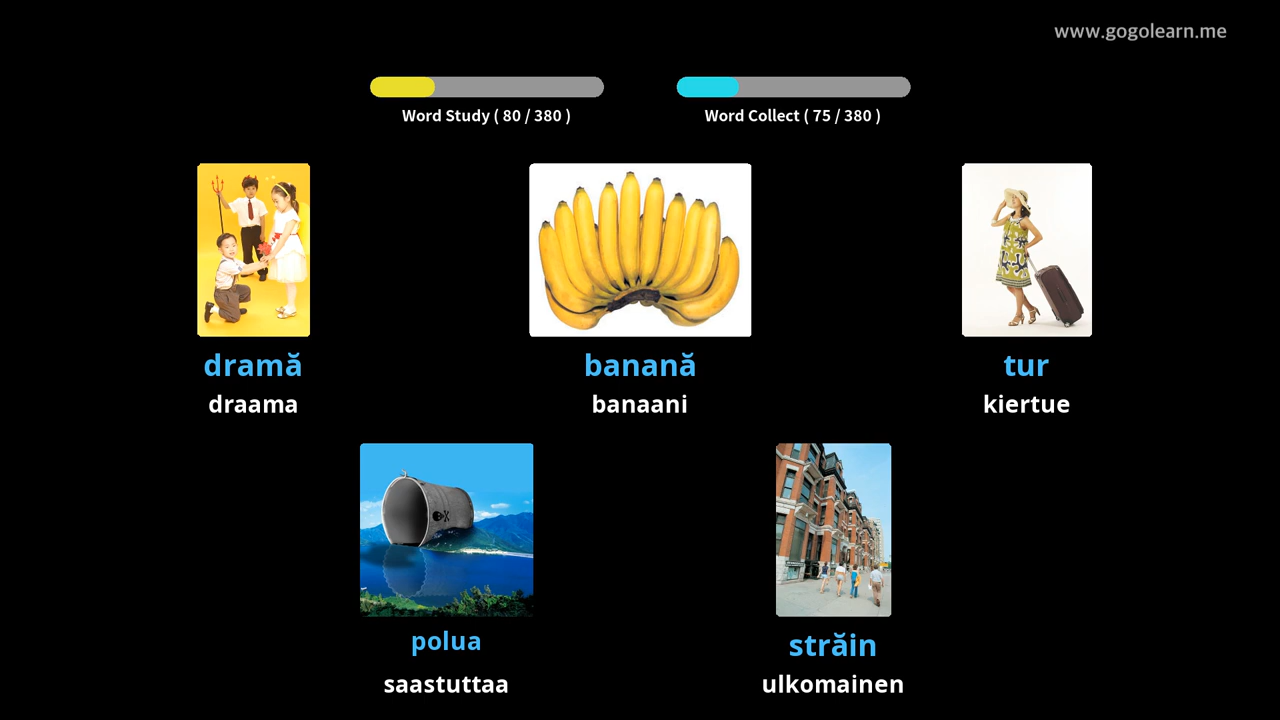 www.gogolearn.me
Word Study ( 80 / 380 )
Word Collect ( 75 / 380 )
dramă
banană
tur
draama
banaani
kiertue
polua
străin
saastuttaa
ulkomainen